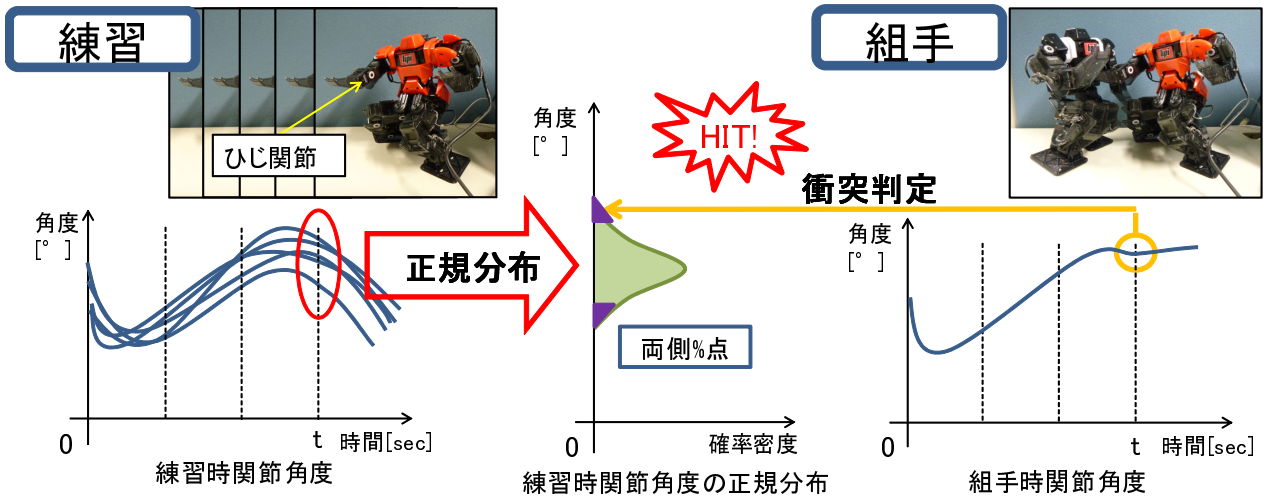 練習
ひじ関節
角度
[°]
正規分布
0
t
時間[sec]
練習時関節角度
角度
[°]
HIT!
両側%点
0
確率密度
練習時関節角度の正規分布
組手
衝突判定
角度
[°]
0
t
時間[sec]
組手時関節角度